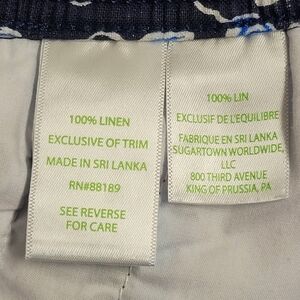 100% LINEN
EXCLUSIVE OF TRIM
MADE IN SRI LANKA
RN#88189
SEE REVERSE
FOR CARE
100% LIN
EXCLUSIF DE L'EQUILIBRE
FABRIQUE EN SRI LANKA
SUGARTOWN WORLDWIDE,
LLC
800 THIRD AVENUE
KING OF PRUSSIA, PA